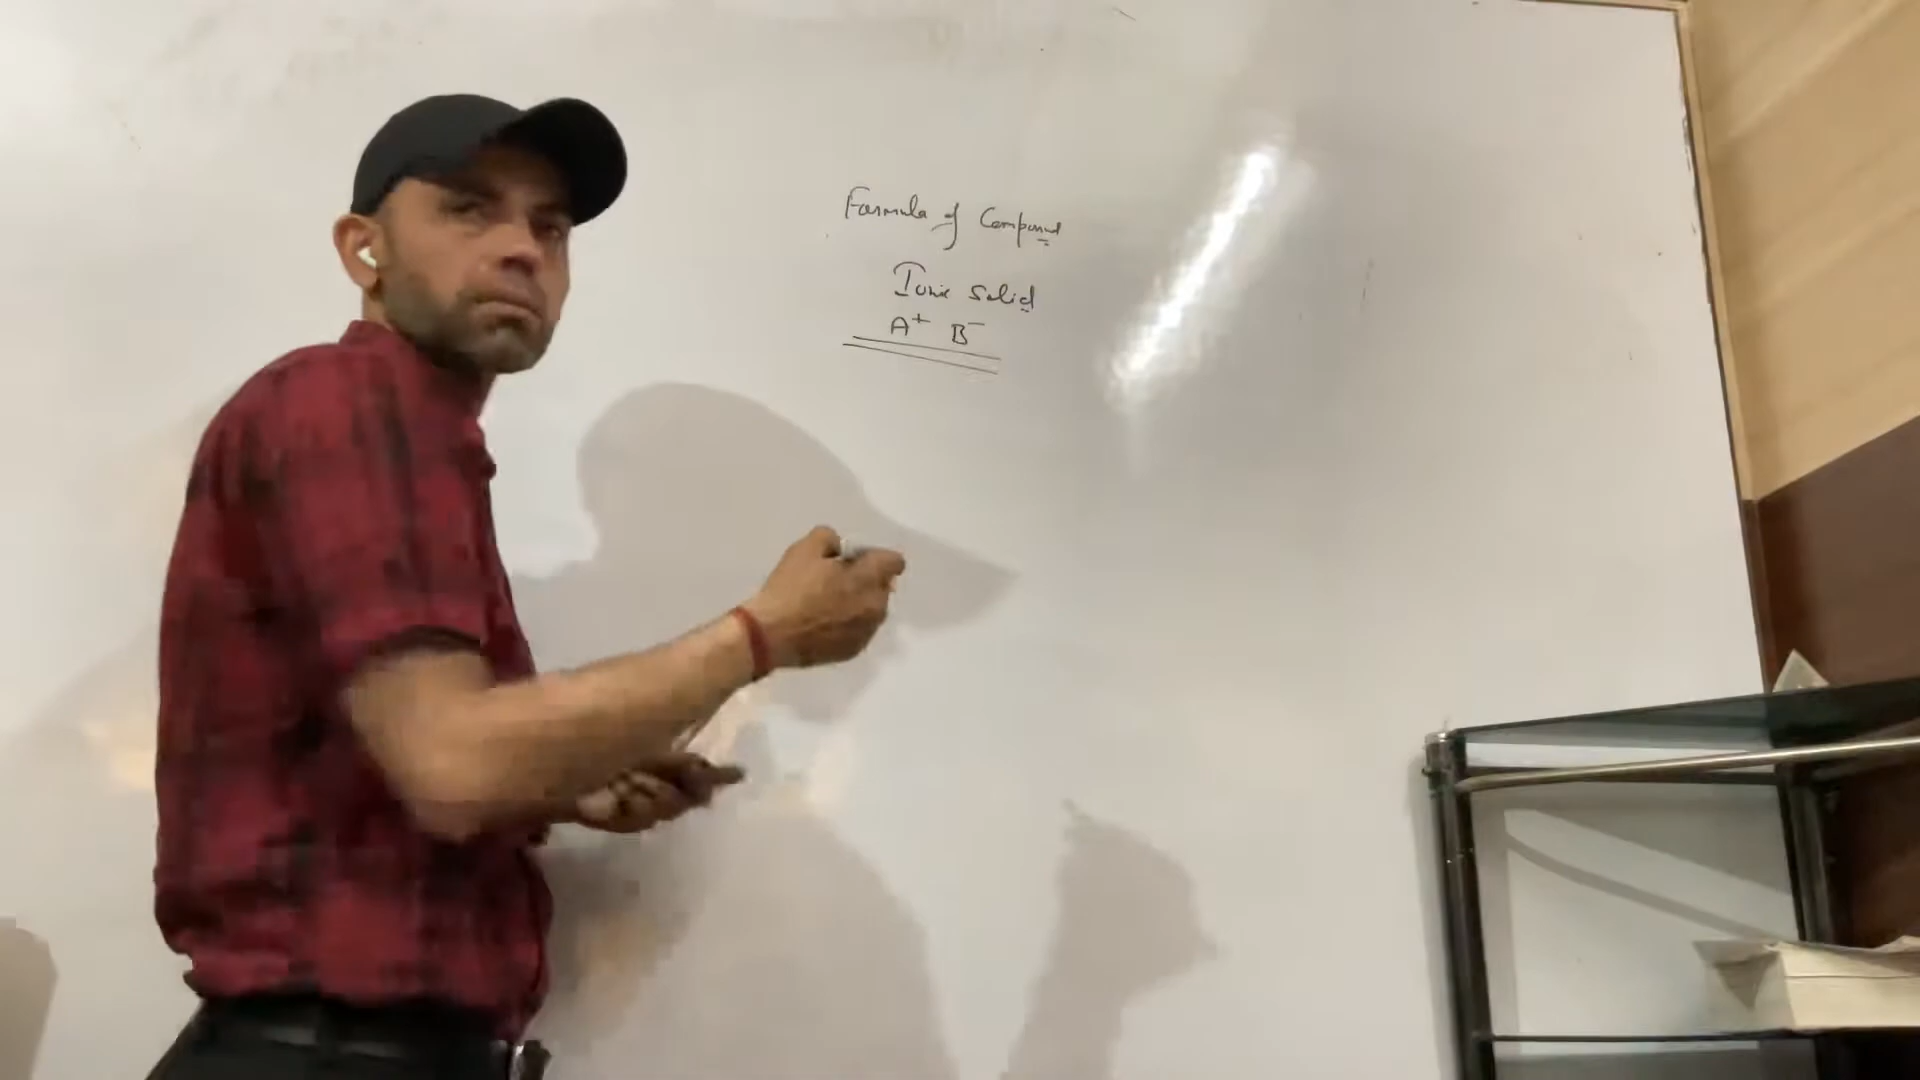 Formula of Compound
Ionic Solid
A⁺ B⁻